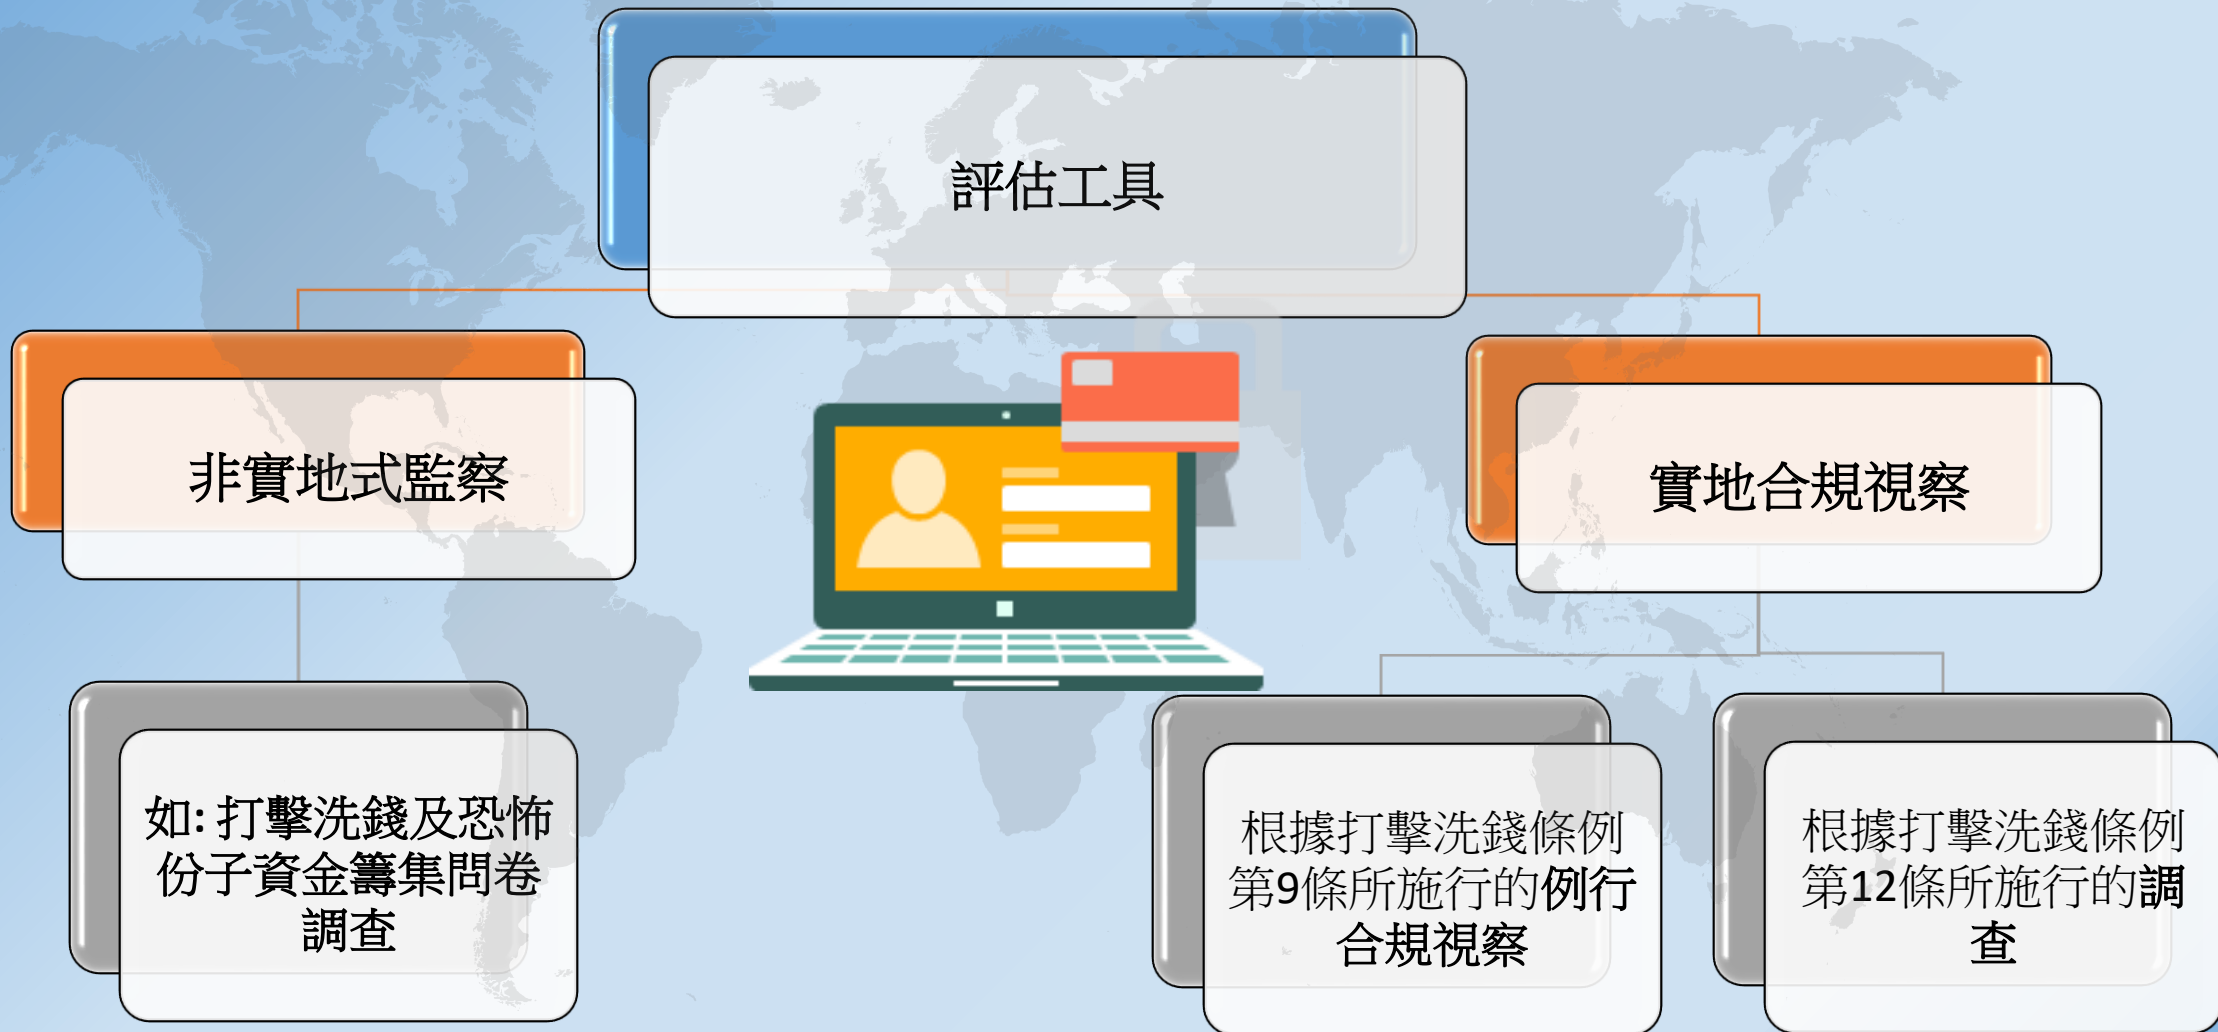 評估工具
非實地式監察
實地合規視察
如: 打擊洗錢及恐怖
份子資金籌集問卷
調查
根據打擊洗錢條例
第9條所施行的例行
合規視察
根據打擊洗錢條例
第12條所施行的調
查